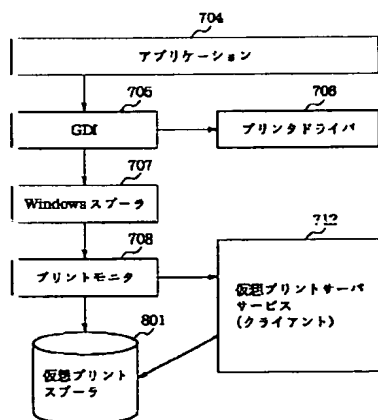 704
アプリケーション
705
GDI
706
プリンタドライバ
707
Windowsスプーラ
708
プリントモニタ
712
仮想プリントサーバ
サービス
(クライアント)
801
仮想プリント
スプーラ